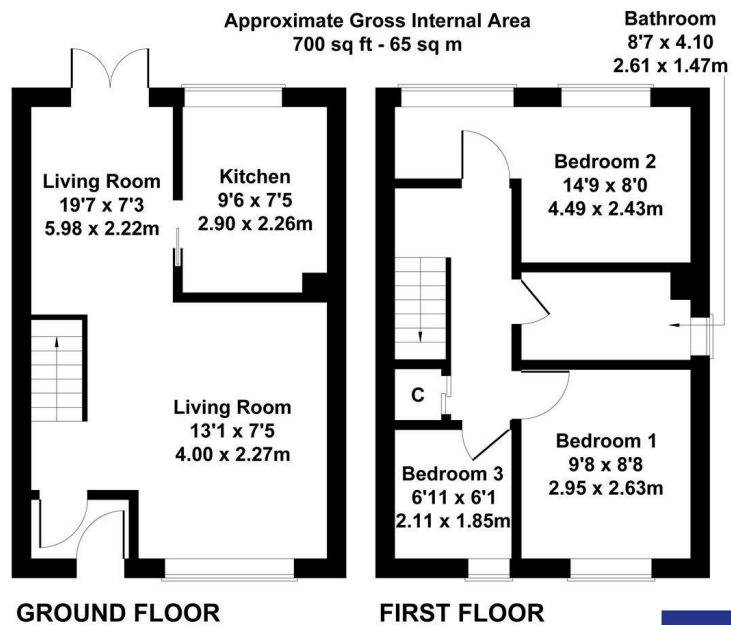 Approximate Gross Internal Area
700 sq ft - 65 sq m
Bathroom
8'7 x 4.10
2.61 x 1.47m
Living Room
19'7 x 7'3
5.98 x 2.22m
Kitchen
9'6 x 7'5
2.90 x 2.26m
Living Room
13'1 x 7'5
4.00 x 2.27m
Bedroom 2
14'9 x 8'0
4.49 x 2.43m
C
Bedroom 1
9'8 x 8'8
2.95 x 2.63m
Bedroom 3
6'11 x 6'1
2.11 x 1.85m
GROUND FLOOR
FIRST FLOOR